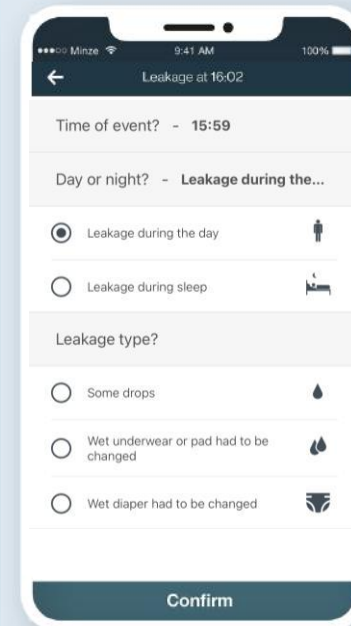 ●●●○○ Minze 9:41 AM 100%
Leakage at 16:02
Time of event? - 15:59
Day or night? - Leakage during the...
Leakage during the day
Leakage during sleep
Leakage type?
Some drops
Wet underwear or pad had to be
changed
Wet diaper had to be changed
Confirm